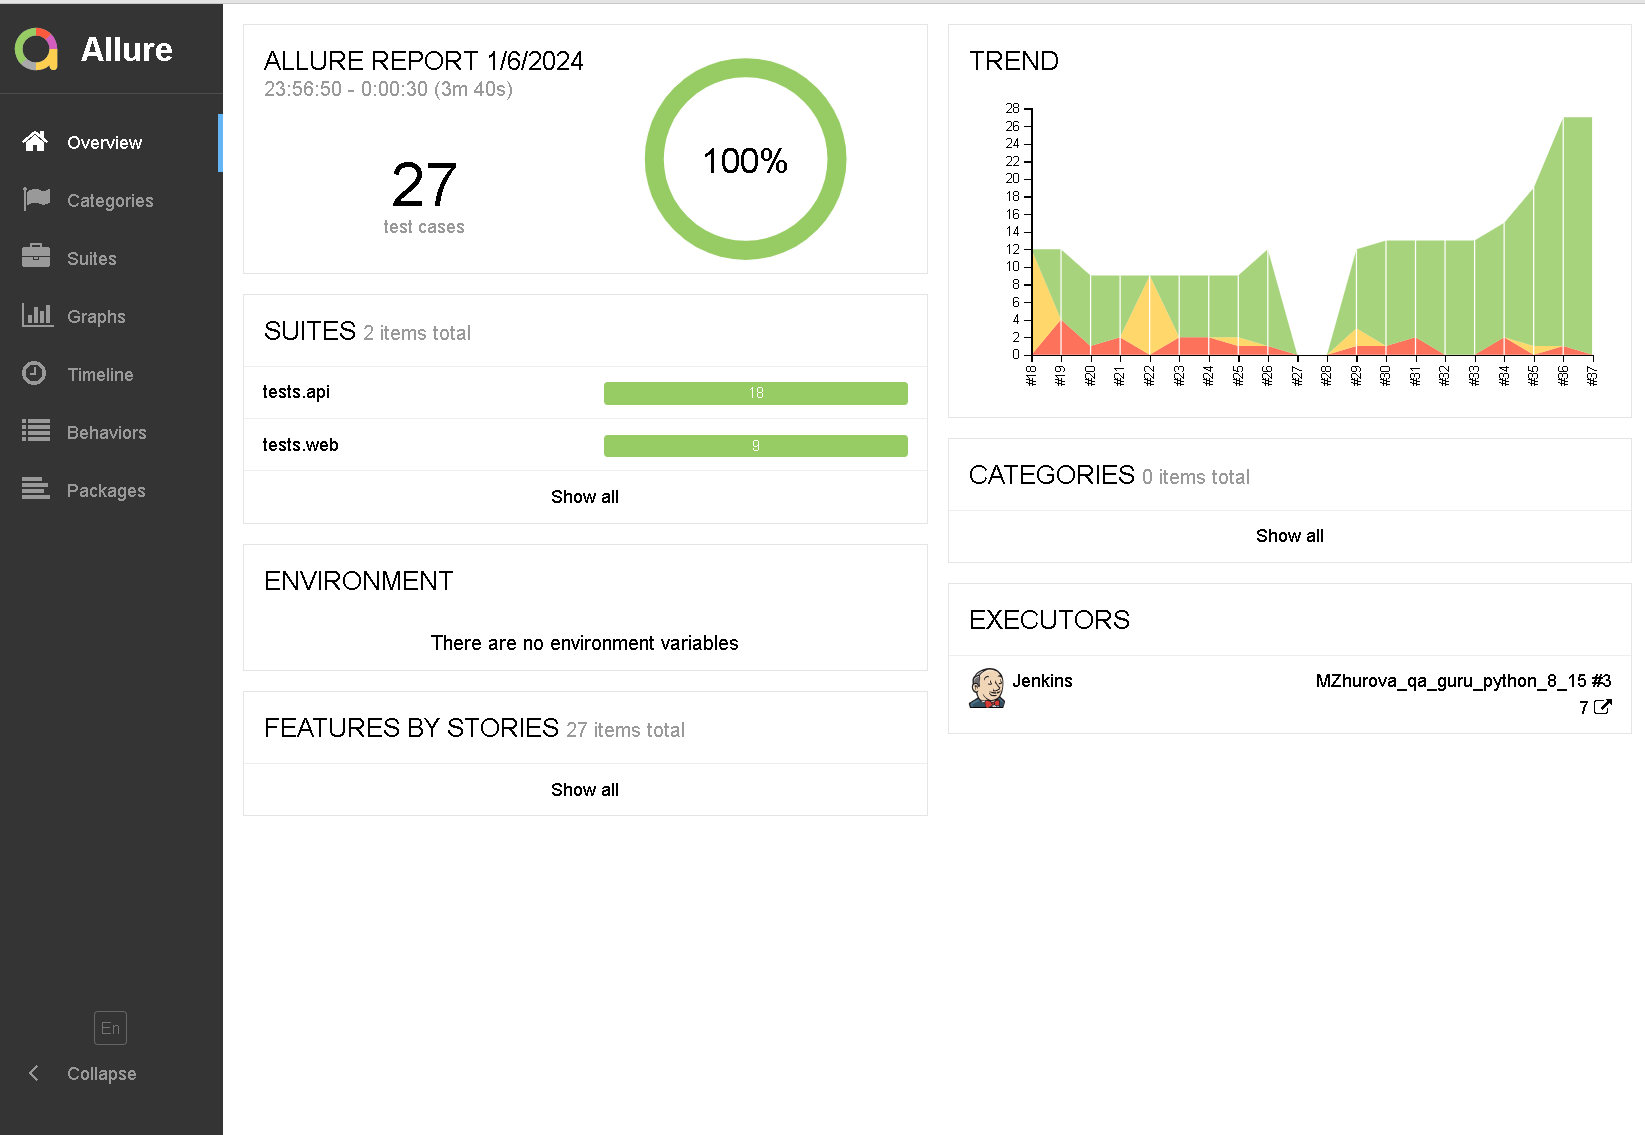 Allure
Overview
Categories
Suites
Graphs
Timeline
Behaviors
Packages
En
Collapse
ALLURE REPORT 1/6/2024
23:56:50 - 0:00:30 (3m 40s)
27
test cases
100%
SUITES 2 items total
tests.api 18
tests.web 9
Show all
ENVIRONMENT
There are no environment variables
FEATURES BY STORIES 27 items total
Show all
TREND
28
26
24
22
20
18
16
14
12
10
8
6
4
2
0
#18 #19 #20 #21 #22 #23 #24 #25 #26 #27 #28 #29 #30 #31 #32 #33 #34 #35 #36 #37
CATEGORIES 0 items total
Show all
EXECUTORS
Jenkins MZhurova_qa_guru_python_8_15 #3
7